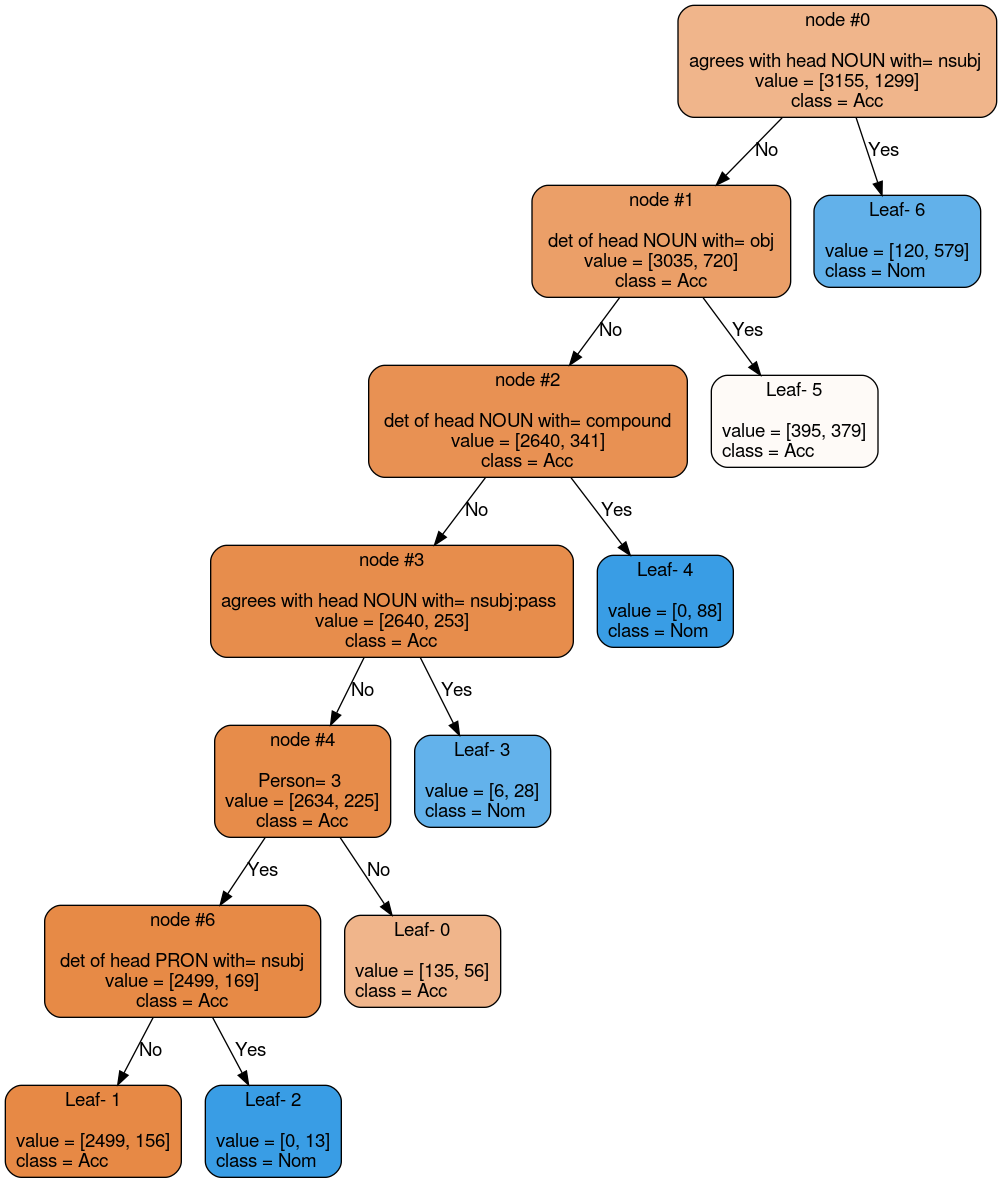 node #0
agrees with head NOUN with= nsubj
value = [3155, 1299]
class = Acc
No
Yes
node #1
det of head NOUN with= obj
value = [3035, 720]
class = Acc
Leaf- 6
value = [120, 579]
class = Nom
No
Yes
node #2
det of head NOUN with= compound
value = [2640, 341]
class = Acc
Leaf- 5
value = [395, 379]
class = Acc
No
Yes
node #3
agrees with head NOUN with= nsubj:pass
value = [2640, 253]
class = Acc
Leaf- 4
value = [0, 88]
class = Nom
No
Yes
node #4
Person= 3
value = [2634, 225]
class = Acc
Leaf- 3
value = [6, 28]
class = Nom
Yes
No
node #6
det of head PRON with= nsubj
value = [2499, 169]
class = Acc
Leaf- 0
value = [135, 56]
class = Acc
No
Yes
Leaf- 1
value = [2499, 156]
class = Acc
Leaf- 2
value = [0, 13]
class = Nom